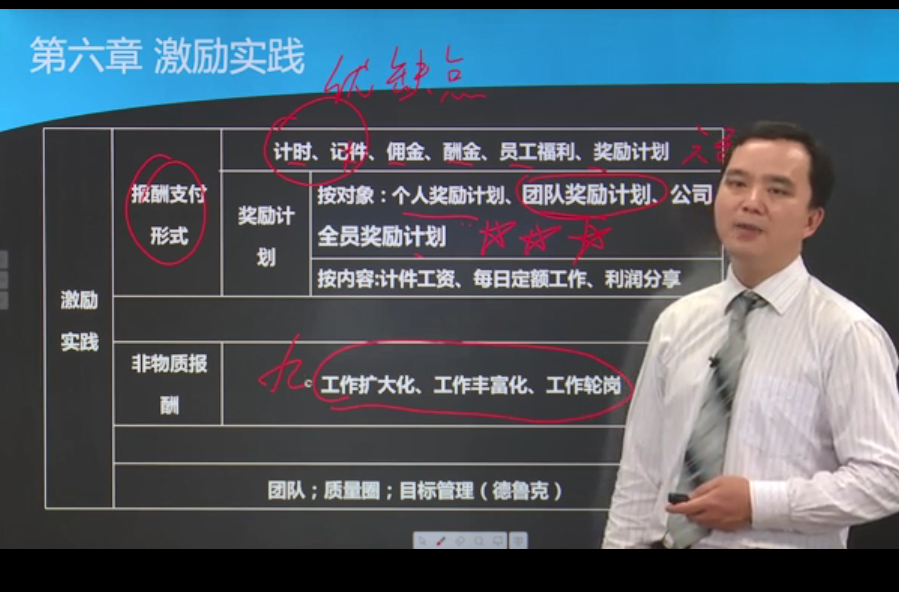 第六章 激励实践
优缺点
计时、记件、佣金、酬金、员工福利、奖励计划
报酬支付
形式
奖励计
划
按对象：个人奖励计划、团队奖励计划、公司
全员奖励计划
按内容:计件工资、每日定额工作、利润分享
激励
实践
非物质报
酬
九
工作扩大化、工作丰富化、工作轮岗
团队；质量圈；目标管理（德鲁克）